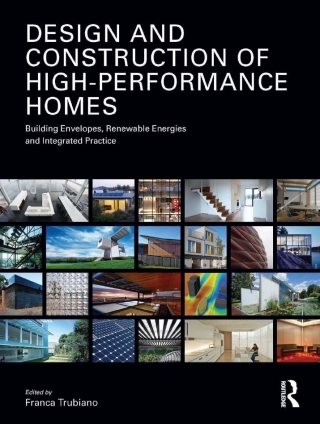 DESIGN AND
CONSTRUCTION OF
HIGH-PERFORMANCE
HOMES
Building Envelopes, Renewable Energies
and Integrated Practice
Edited by
Franca Trubiano
ROUTLEDGE